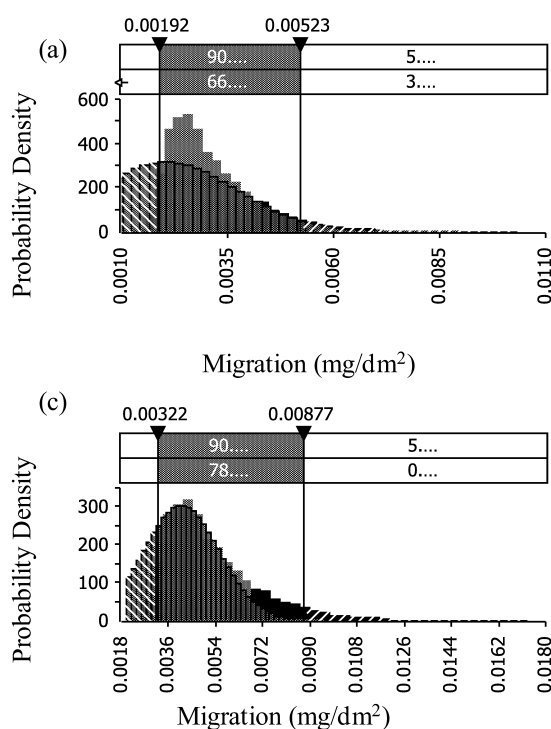 (a)
0.00192 0.00523
90.... 5....
66.... 3....
Probability Density
600
400
200
0
0.0010 0.0035 0.0060 0.0085 0.0110
Migration (mg/dm²)
(c)
0.00322 0.00877
90.... 5....
78.... 0....
Probability Density
300
200
100
0
0.0018 0.0036 0.0054 0.0072 0.0090 0.0108 0.0126 0.0144 0.0162 0.0180
Migration (mg/dm²)